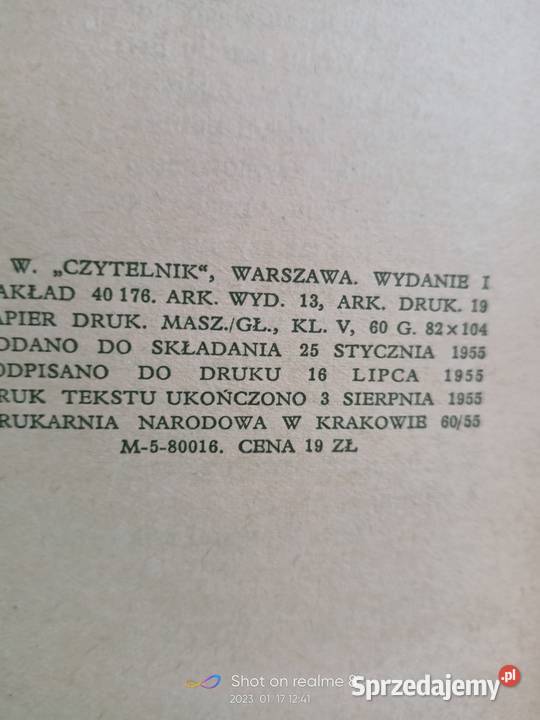 W. „CZYTELNIK“, WARSZAWA. WYDANIE I
AKŁAD 40 176. ARK. WYD. 13, ARK. DRUK. 19
APIER DRUK. MASZ./GŁ., KL. V, 60 G. 82×104
DDANO DO SKŁADANIA 25 STYCZNIA 1955
ODPISANO DO DRUKU 16 LIPCA 1955
RUK TEKSTU UKOŃCZONO 3 SIERPNIA 1955
RUKARNIA NARODOWA W KRAKOWIE 60/55
M-5-80016. CENA 19 ZŁ
Shot on realme 8
2023.01.17 12:41
Sprzedajemy.pl